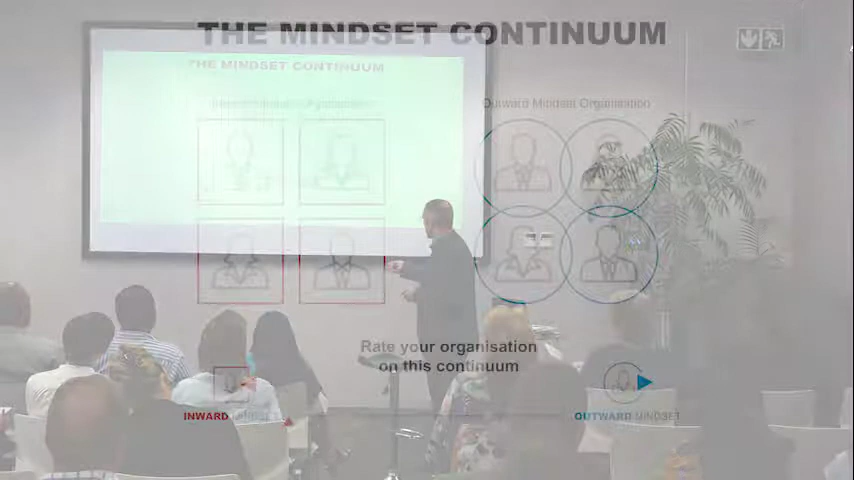 THE MINDSET CONTINUUM
THE MINDSET CONTINUUM
Outward Mindset Organisation
Rate your organisation
on this continuum
INWARD MINDSET
OUTWARD MINDSET